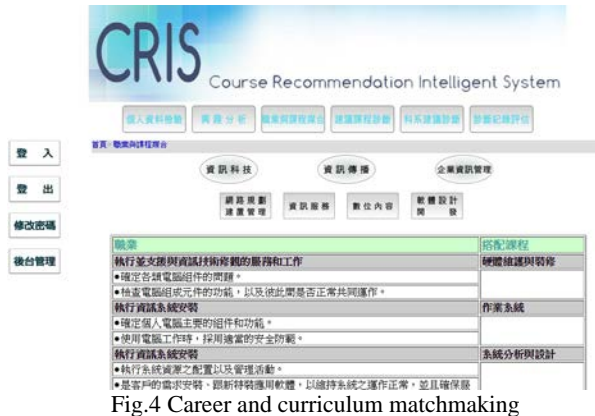 CRIS
Course Recommendation Intelligent System
個人資料檢驗 興趣分析 職業與課程媒合 建議課程診斷 科系建議診斷 診斷記錄評估
首頁>職業與課程媒合
登 入
登 出
修改密碼
後台管理
資訊科技 資訊傳播 企業資訊管理
網路規劃建置管理 資訊服務 數位內容 軟體設計開發
職業 搭配課程
執行並支援與資訊技術修觀的服務和工作 硬體維護與裝修
●確定各類電腦組件的問題。
●檢查電腦組成元件的功能，以及彼此間是否正常共同運作。
執行資訊系統安裝 作業系統
●確定個人電腦主要的組件和功能。
●使用電腦工作時，採用適當的安全防範。
執行資訊系統安裝 系統分析與設計
●執行系統資源之配置以及管理活動。
●是客戶的需求安裝、跟新特裝應用軟體，以維持系統之運作正常，並且確保服
Fig.4 Career and curriculum matchmaking